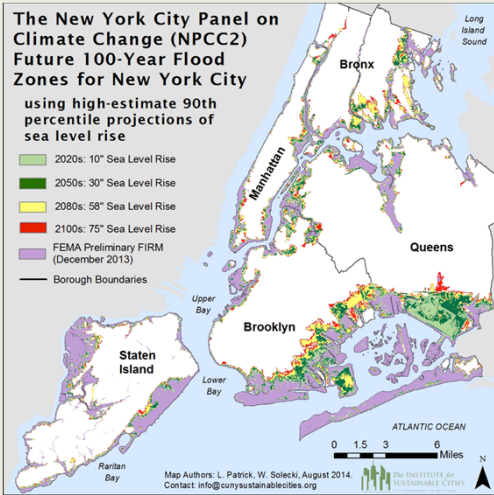 The New York City Panel on
Climate Change (NPCC2)
Future 100-Year Flood
Zones for New York City
using high-estimate 90th
percentile projections of
sea level rise
2020s: 10" Sea Level Rise
2050s: 30" Sea Level Rise
2080s: 58" Sea Level Rise
2100s: 75" Sea Level Rise
FEMA Preliminary FIRM
(December 2013)
Borough Boundaries
Long
Island
Sound
Bronx
Manhattan
Queens
Upper
Bay
Brooklyn
Staten
Island
Lower
Bay
ATLANTIC OCEAN
Raritan
Bay
0 1.5 3 6
Miles
Map Authors: L. Patrick, W. Solecki, August 2014.
Contact: info@cunysustainablecities.org
The Institute for
Sustainable Cities
N